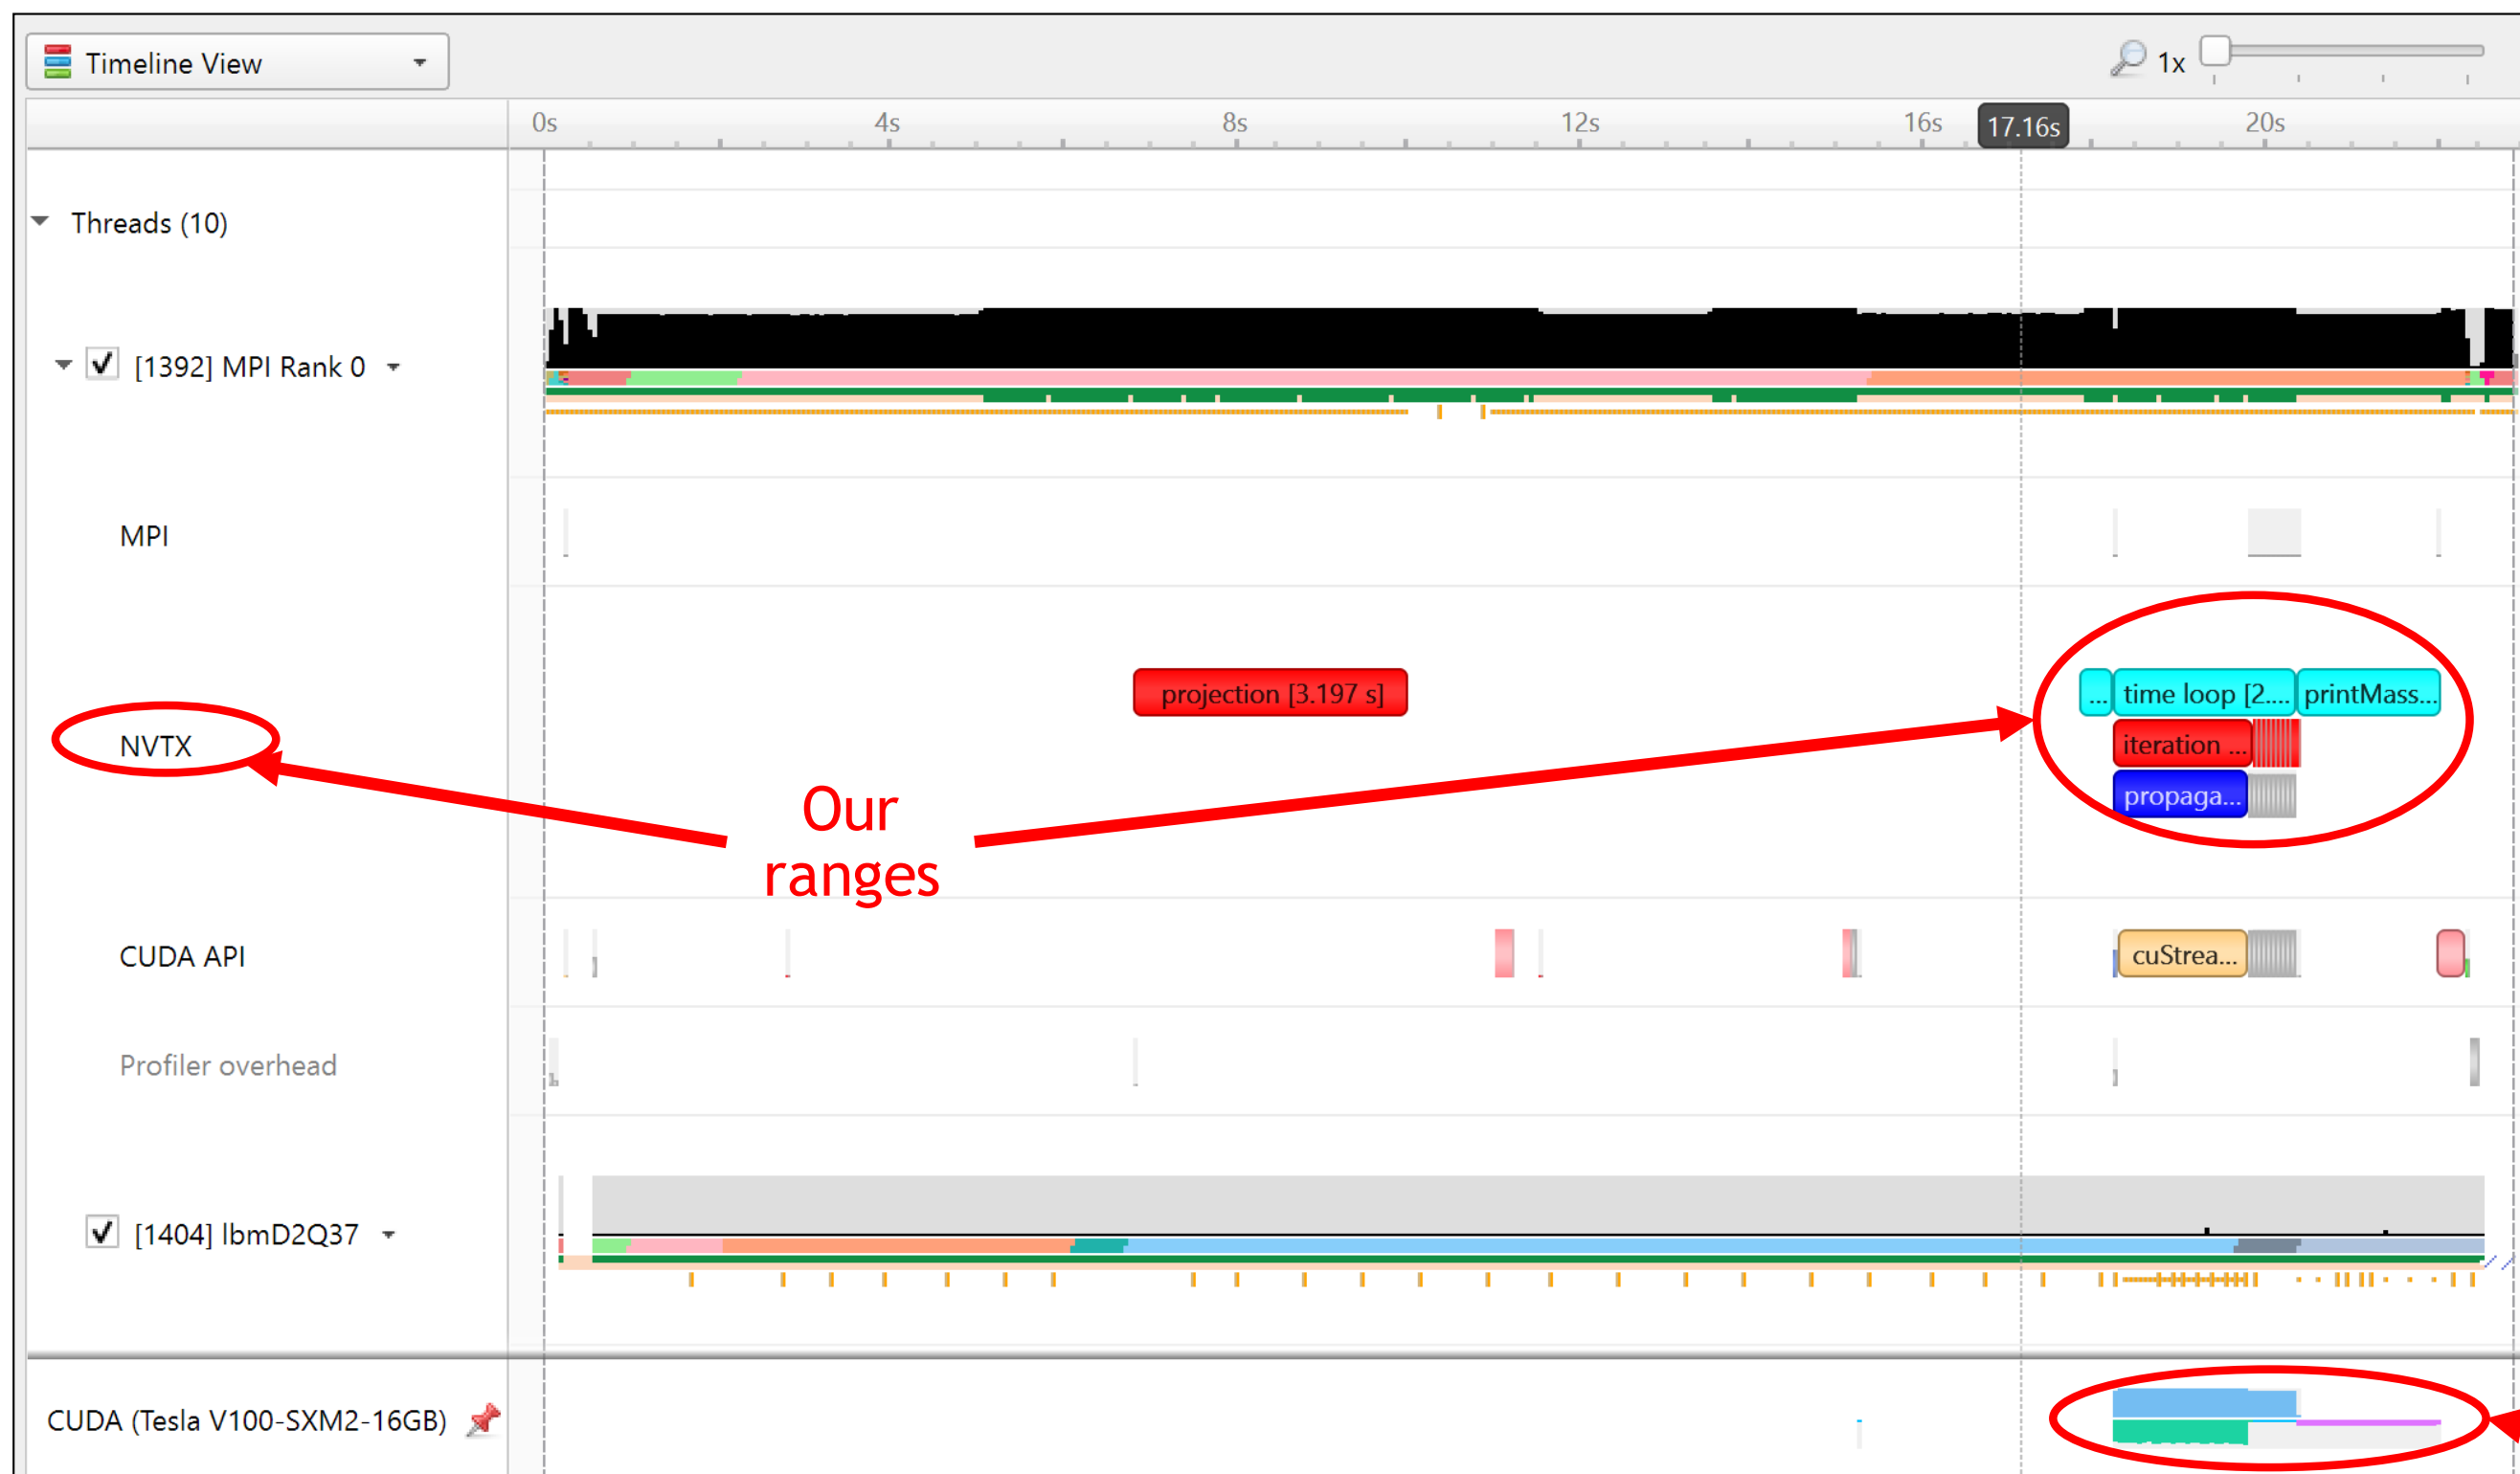 Timeline View
1x
0s 4s 8s 12s 16s 17.16s 20s
Threads (10)
[1392] MPI Rank 0
MPI
projection [3.197 s]
... time loop [2.... printMass...
NVTX
iteration ...
propaga...
Our
ranges
CUDA API
cuStrea...
Profiler overhead
[1404] lbmD2Q37
CUDA (Tesla V100-SXM2-16GB)